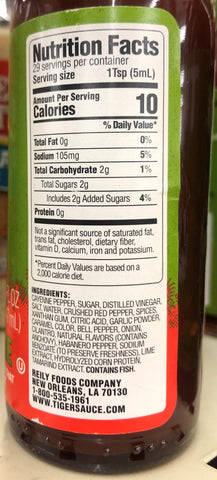 Nutrition Facts
29 servings per container
Serving size 1Tsp (5mL)
Amount Per Serving
Calories 10
% Daily Value*
Total Fat 0g 0%
Sodium 105mg 5%
Total Carbohydrate 2g 1%
Total Sugars 2g
Includes 2g Added Sugars 4%
Protein 0g
Not a significant source of saturated fat,
trans fat, cholesterol, dietary fiber,
vitamin D, calcium, iron and potassium.
*Percent Daily Values are based on a
2,000 calorie diet.
INGREDIENTS:
CAYENNE PEPPER, SUGAR, DISTILLED VINEGAR,
SALT, WATER, CRUSHED RED PEPPER, SPICES,
XANTHAN GUM, CITRIC ACID, GARLIC POWDER,
CARAMEL COLOR, BELL PEPPER, ONION,
CILANTRO, NATURAL FLAVORS (CONTAINS
ANCHOVY), HABANERO PEPPER, SODIUM
BENZOATE (TO PRESERVE FRESHNESS), LIME
EXTRACT, HYDROLYZED CORN PROTEIN,
TAMARIND EXTRACT. CONTAINS FISH.
REILY FOODS COMPANY
NEW ORLEANS, LA 70130
1-800-535-1961
WWW.TIGERSAUCE.COM